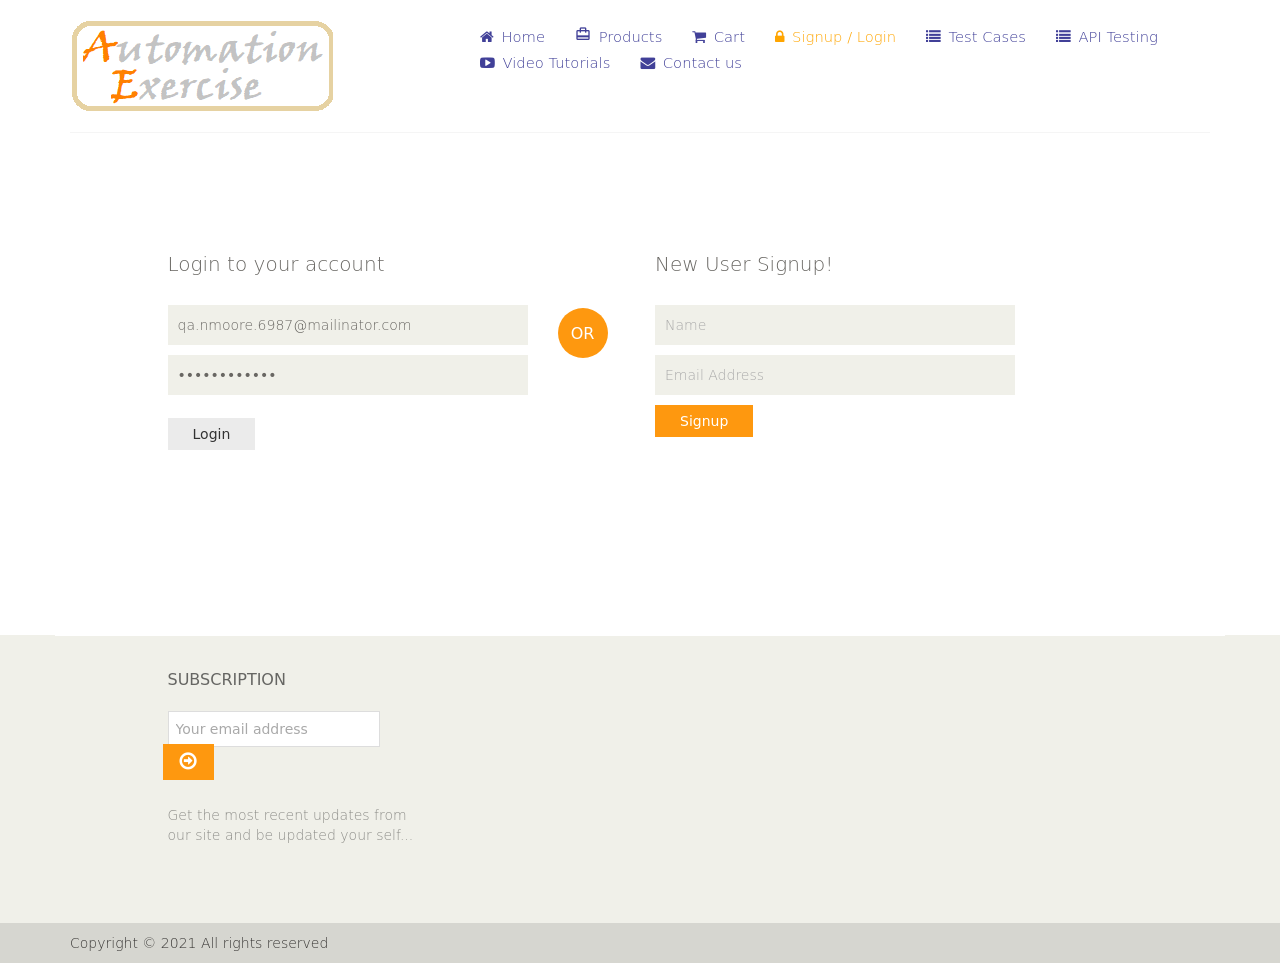 Automation
Exercise
Home Products Cart Signup / Login Test Cases API Testing
Video Tutorials Contact us
Login to your account
qa.nmoore.6987@mailinator.com
••••••••••••
Login
OR
New User Signup!
Name
Email Address
Signup
SUBSCRIPTION
Your email address
Get the most recent updates from
our site and be updated your self...
Copyright © 2021 All rights reserved